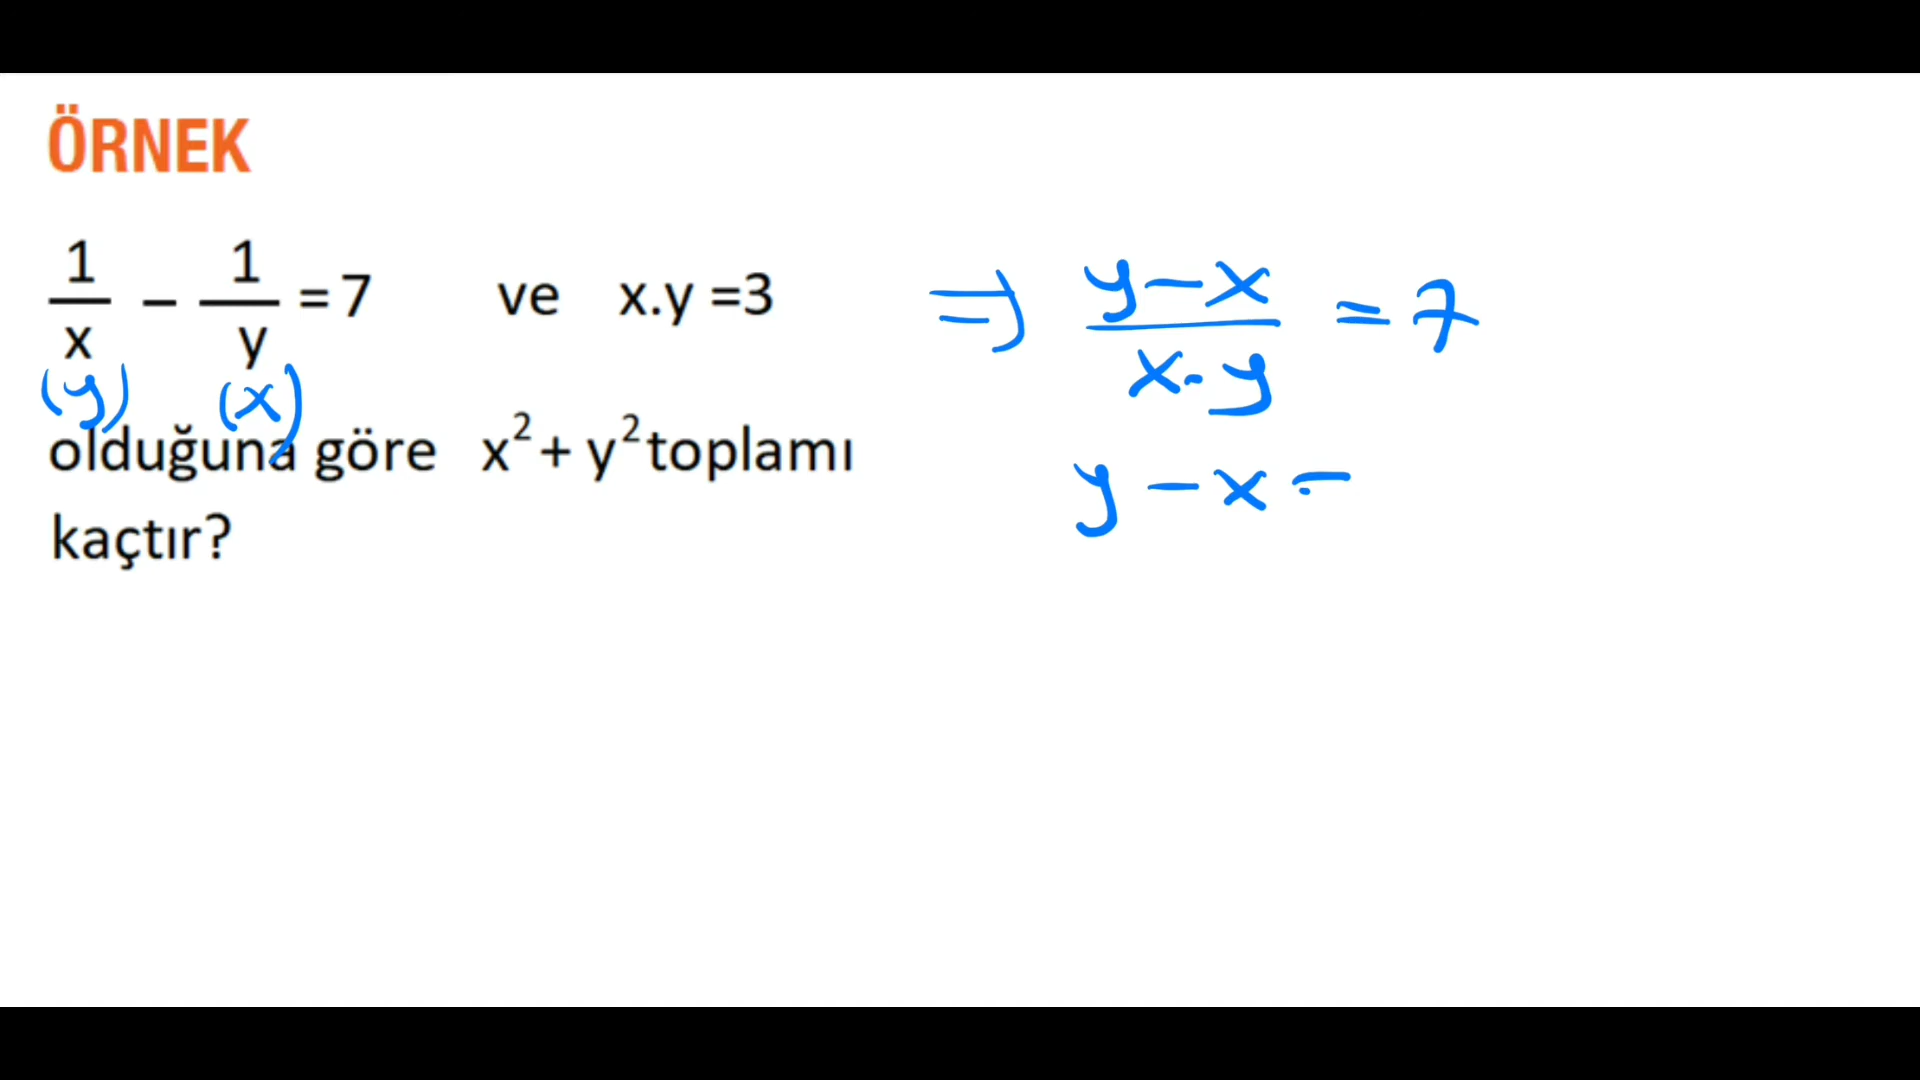 ÖRNEK
1/x - 1/y = 7 ve x.y =3
(y) (x)
olduğuna göre x² + y² toplamı
kaçtır?
⇒ y-x / x.y = 7
y - x =